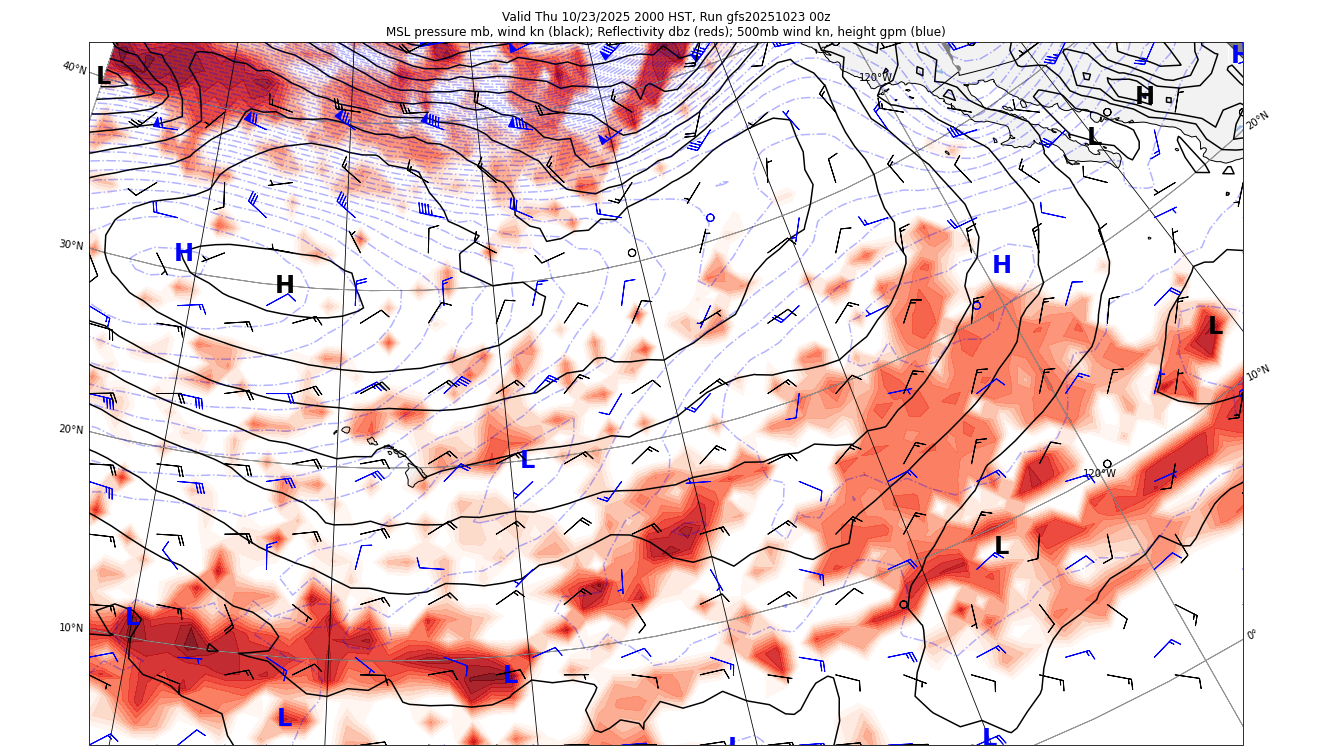 Valid Thu 10/23/2025 2000 HST, Run gfs20251023 00z
MSL pressure mb, wind kn (black); Reflectivity dbz (reds); 500mb wind kn, height gpm (blue)
H
40°N
L
120°W
H
20°N
L
30°N
H
H
H
L
10°N
20°N
L
120°W
L
10°N
L
0°
L
L
L
L